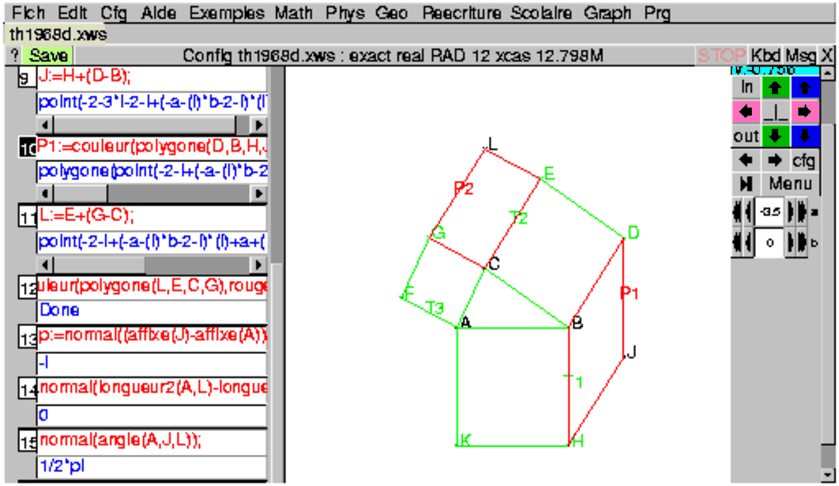 Fich Edit Cfg Aide Exemples Math Phys Geo Reecriture Scolaire Graph Prg
th1968d.xws
? Save Config th1968d.xws : exact real RAD 12 xcas 12.798M STOP Kbd Msg X
9 J:=H+(D-B);
point(-2-3*i-2-i+(-a-(i)*b-2-i)*(i
10 P1:=couleur(polygone(D,B,H,J
polygone(point(-2-i+(-a-(i)*b-2
11 L:=E+(G-C);
point(-2-i+(-a-(i)*b-2-i)*(i)+a+(
12 uleur(polygone(L,E,C,G),rouge
Done
13 p:=normal((affixe(J)-affixe(A))
-i
14 normal(longueur2(A,L)-longue
0
15 normal(angle(A,J,L));
1/2*pi
L
E
P2
T2
G
D
C
P1
F
T3
A
B
J
T1
K
H
in
_|_
out
cfg
Menu
-3.5 a
0 b